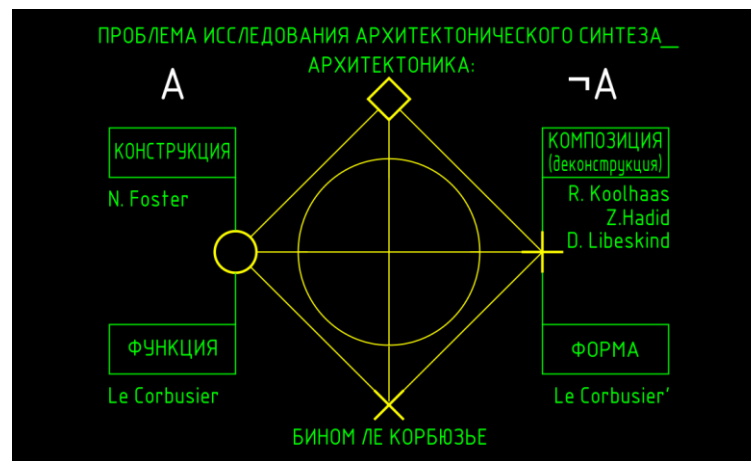 ПРОБЛЕМА ИССЛЕДОВАНИЯ АРХИТЕКТОНИЧЕСКОГО СИНТЕЗА_
АРХИТЕКТОНИКА:
А
¬А
КОНСТРУКЦИЯ
N. Foster
КОМПОЗИЦИЯ
(деконструкция)
R. Koolhaas
Z.Hadid
D. Libeskind
ФУНКЦИЯ
Le Corbusier
ФОРМА
Le Corbusier'
БИНОМ ЛЕ КОРБЮЗЬЕ